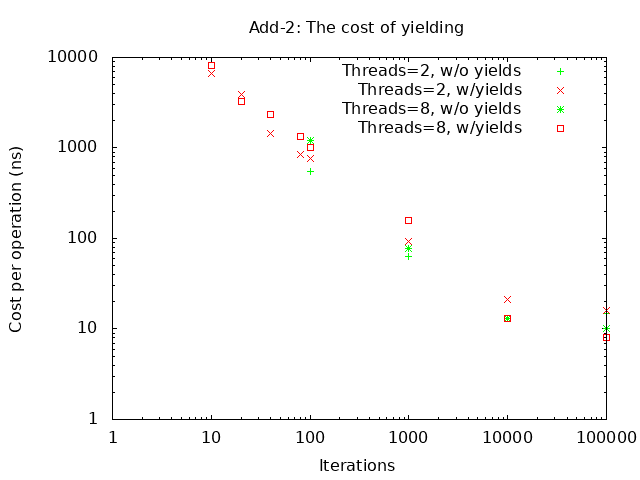 Add-2: The cost of yielding
10000
1000
100
10
1
Cost per operation (ns)
Threads=2, w/o yields
Threads=2, w/yields
Threads=8, w/o yields
Threads=8, w/yields
1 10 100 1000 10000 100000
Iterations